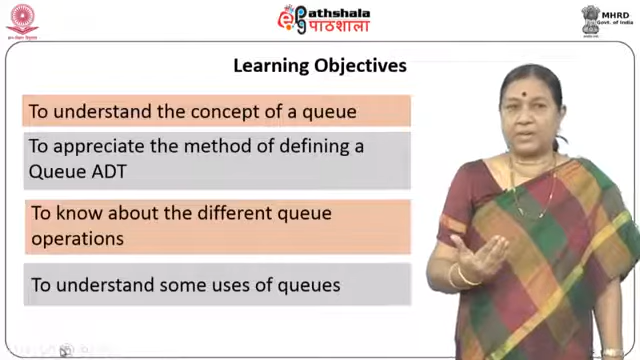 Pathshala
पाठशाला
MHRD
Govt. of India
Learning Objectives
To understand the concept of a queue
To appreciate the method of defining a
Queue ADT
To know about the different queue
operations
To understand some uses of queues